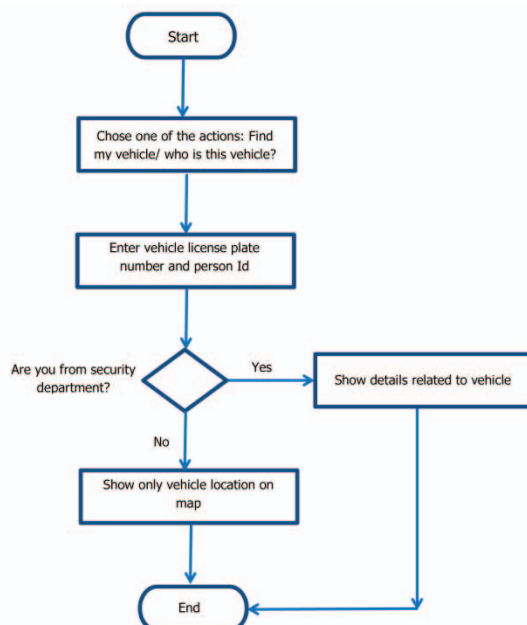 Start
Chose one of the actions: Find
my vehicle/ who is this vehicle?
Enter vehicle license plate
number and person Id
Are you from security
department?
Yes
Show details related to vehicle
No
Show only vehicle location on
map
End